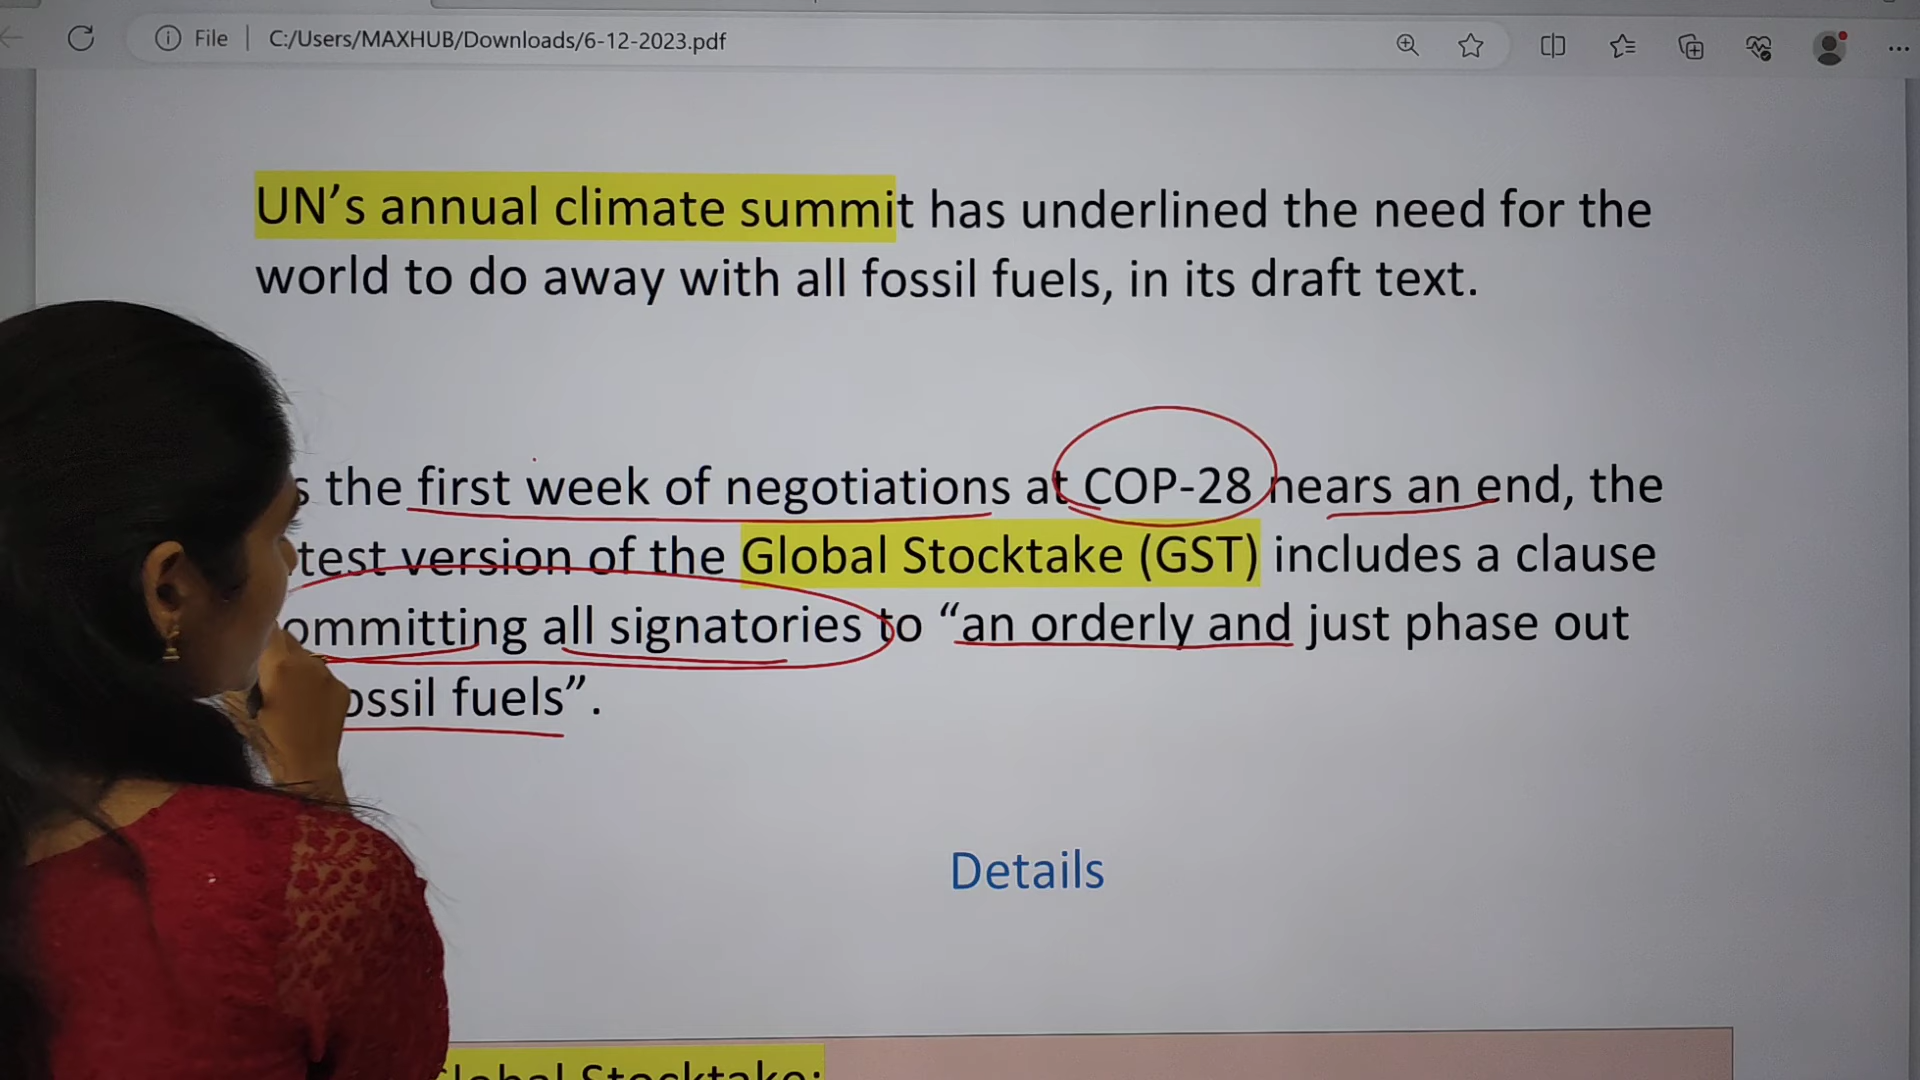 File C:/Users/MAXHUB/Downloads/6-12-2023.pdf
UN’s annual climate summit has underlined the need for the
world to do away with all fossil fuels, in its draft text.
the first week of negotiations at COP-28 nears an end, the
version of the Global Stocktake (GST) includes a clause
all signatories to “an orderly and just phase out
fuels”.
Details
Global Stocktake: